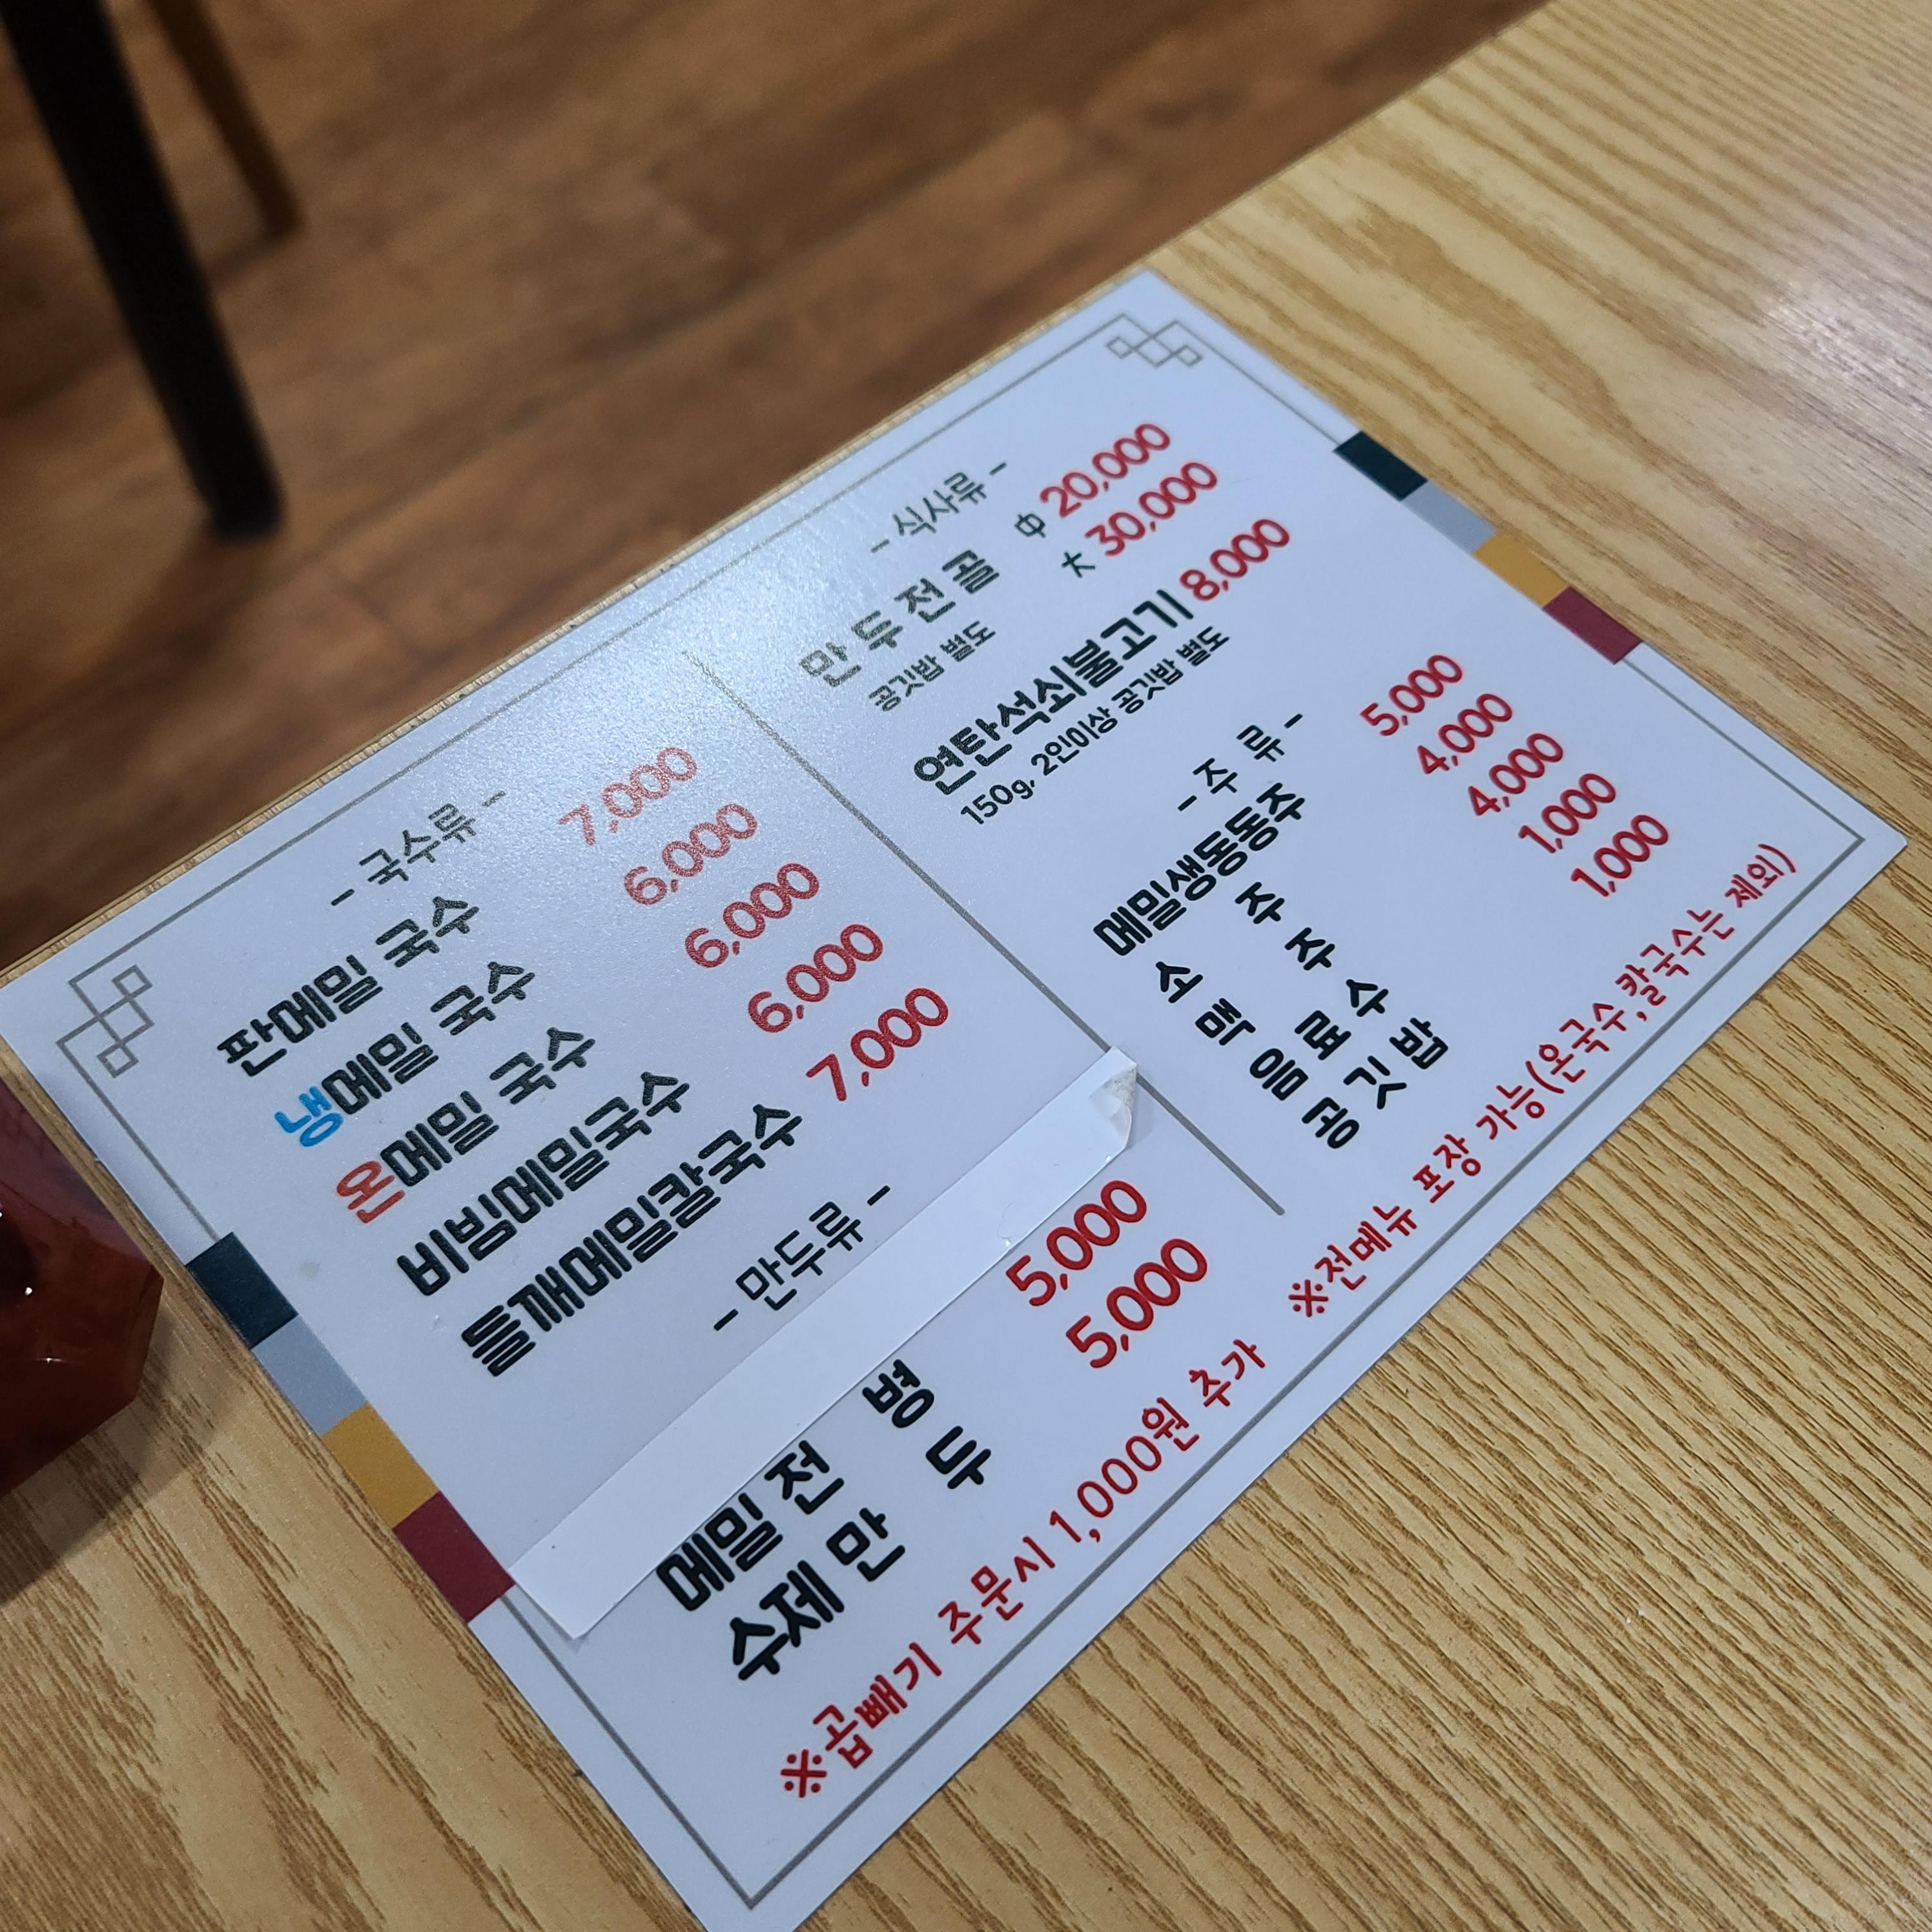 - 국수류 -
판메밀 국수 7,000
냉메밀 국수 6,000
온메밀 국수 6,000
비빔메밀국수 6,000
들깨메밀칼국수 7,000
- 만두류 -
메밀전병 5,000
수제만두 5,000
※곱빼기 주문시 1,000원 추가
- 식사류 -
만두전골 中 20,000
大 30,000
공깃밥 별도
연탄석쇠불고기 8,000
150g, 2인이상 공깃밥 별도
- 주 류 -
메밀생동동주 5,000
소주 4,000
맥주 4,000
음료수 1,000
공깃밥 1,000
※전메뉴 포장 가능(온국수,칼국수는 제외)